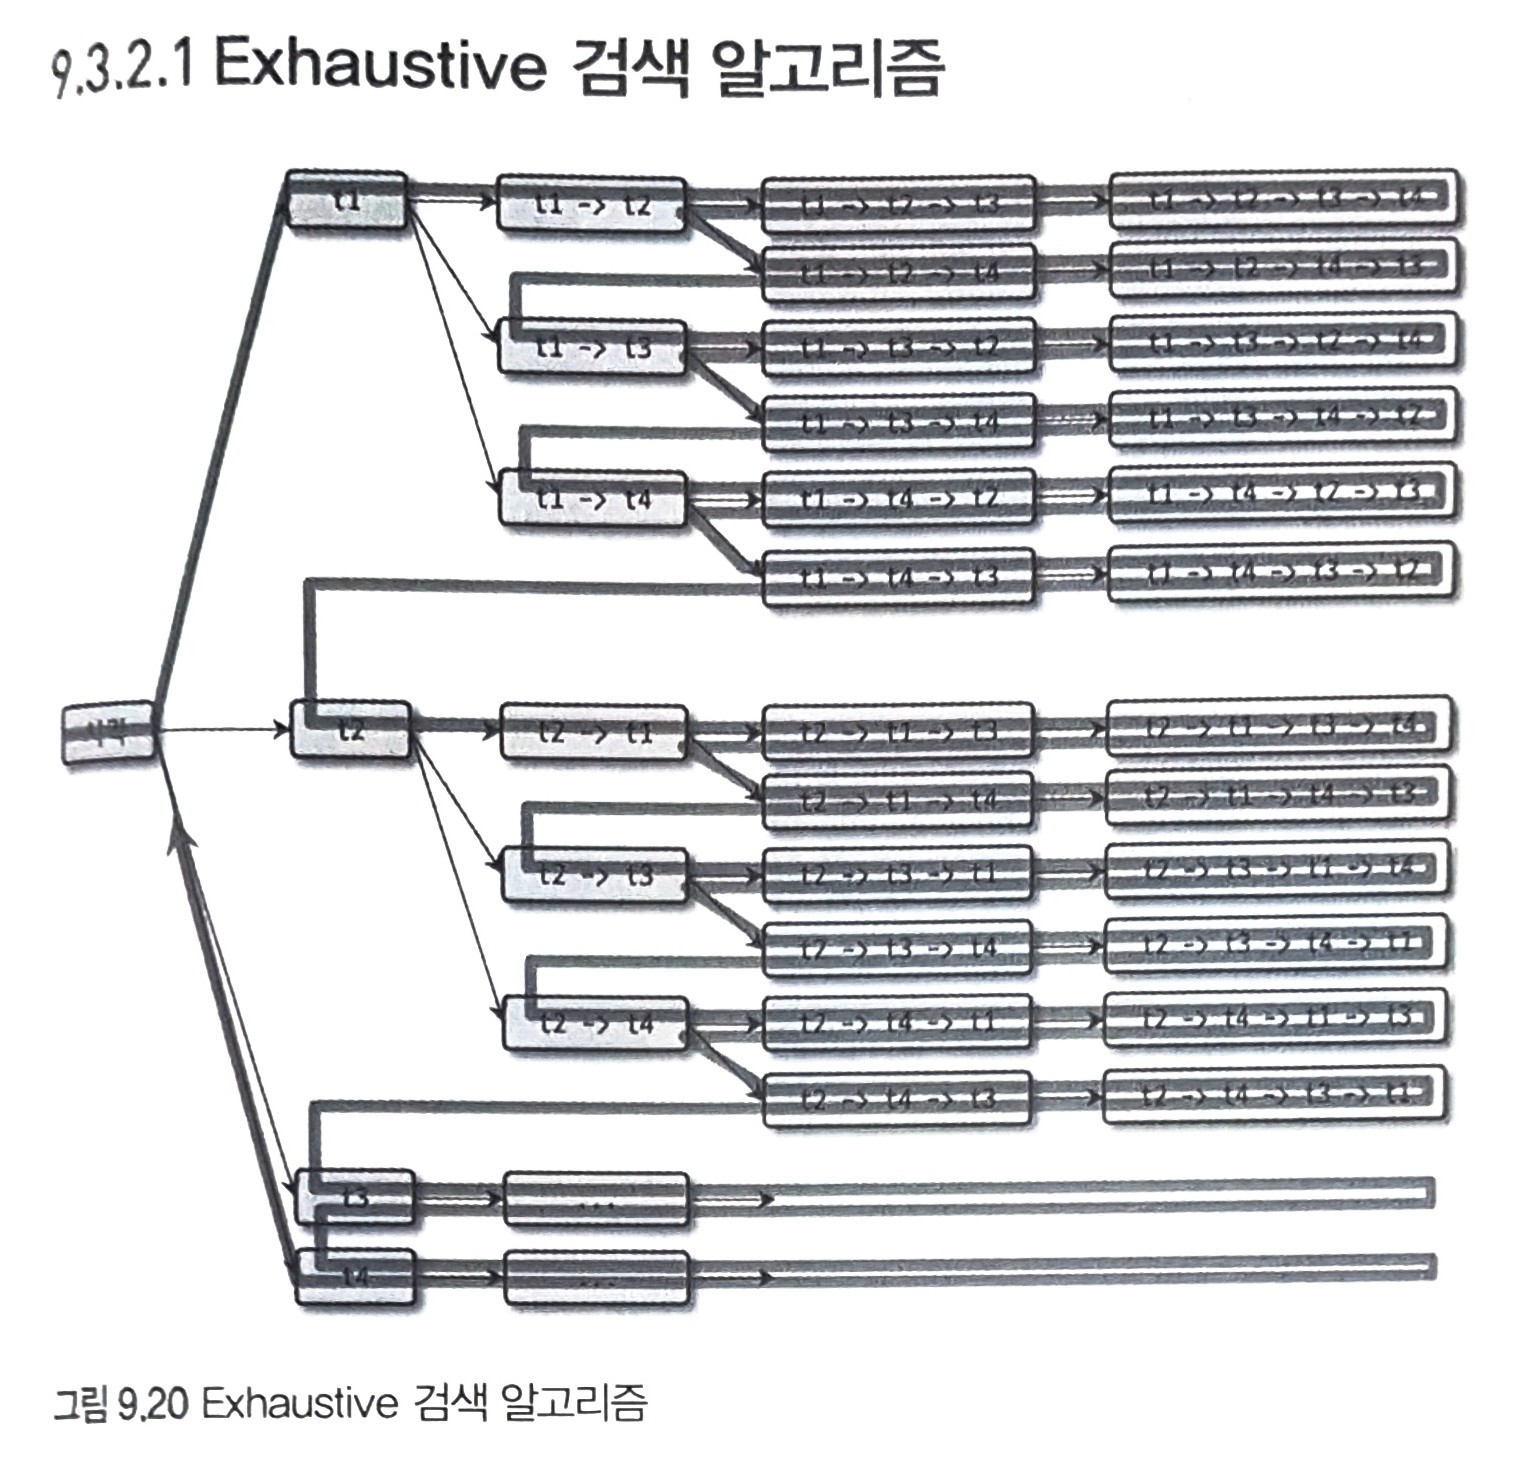 9.3.2.1 Exhaustive 검색 알고리즘
t1
t1 -> t2
t1 -> t2 -> t3
t1 -> t2 -> t3 -> t4
t1 -> t2 -> t4
t1 -> t2 -> t4 -> t3
t1 -> t3
t1 -> t3 -> t2
t1 -> t3 -> t2 -> t4
t1 -> t3 -> t4
t1 -> t3 -> t4 -> t2
t1 -> t4
t1 -> t4 -> t2
t1 -> t4 -> t2 -> t3
t1 -> t4 -> t3
t1 -> t4 -> t3 -> t2
시작
t2
t2 -> t1
t2 -> t1 -> t3
t2 -> t1 -> t3 -> t4
t2 -> t1 -> t4
t2 -> t1 -> t4 -> t3
t2 -> t3
t2 -> t3 -> t1
t2 -> t3 -> t1 -> t4
t2 -> t3 -> t4
t2 -> t3 -> t4 -> t1
t2 -> t4
t2 -> t4 -> t1
t2 -> t4 -> t1 -> t3
t2 -> t4 -> t3
t2 -> t4 -> t3 -> t1
t3
...
t4
...
그림 9.20 Exhaustive 검색 알고리즘